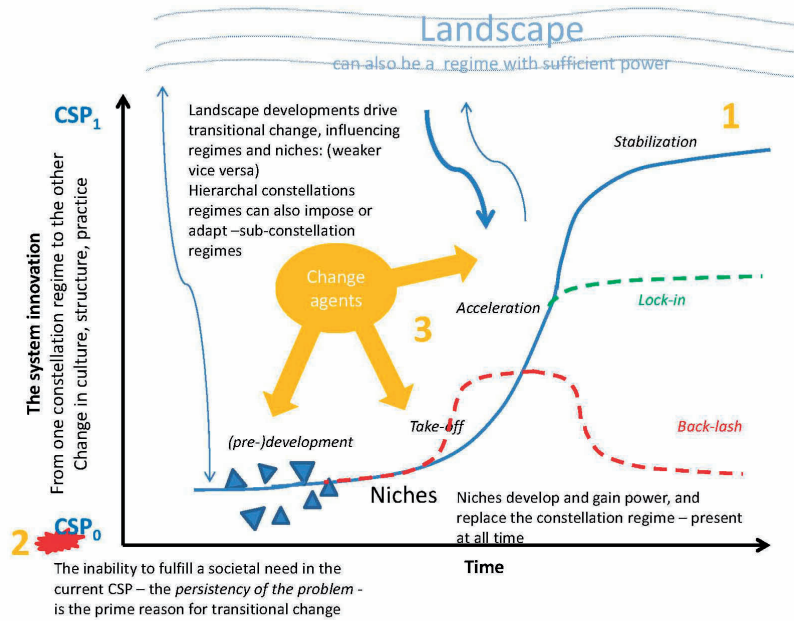 Landscape
can also be a regime with sufficient power
CSP1
Landscape developments drive
transitional change, influencing
regimes and niches: (weaker
vice versa)
Hierarchal constellations
regimes can also impose or
adapt –sub-constellation
regimes
1
Stabilization
The system innovation
From one constellation regime to the other
Change in culture, structure, practice
Change
agents
3
Acceleration
Lock-in
Take-off
Back-lash
(pre-)development
Niches
Niches develop and gain power, and
replace the constellation regime – present
at all time
CSP0
2
Time
The inability to fulfill a societal need in the
current CSP – the persistency of the problem -
is the prime reason for transitional change